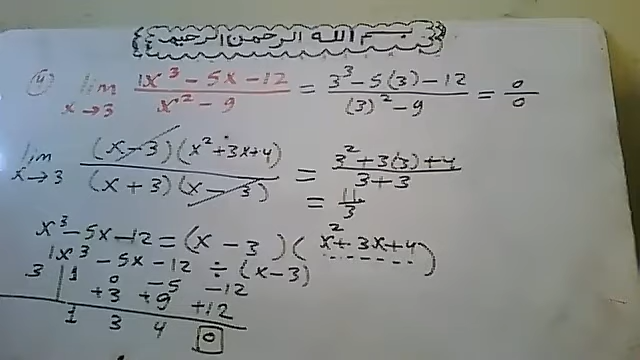 بسم الله الرحمن الرحيم
(4) lim x→3 (1x³ - 5x - 12)/(x² - 9) = (3³ - 5(3) - 12)/((3)² - 9) = 0/0
lim x→3 ((x - 3)(x² + 3x + 4))/((x + 3)(x - 3)) = (3² + 3(3) + 4)/(3 + 3)
= 11/3
x³ - 5x - 12 = (x - 3)(x² + 3x + 4)
1x³ - 5x - 12 ÷ (x - 3)
3 | 1 0 -5 -12
+3 +9 +12
1 3 4 0